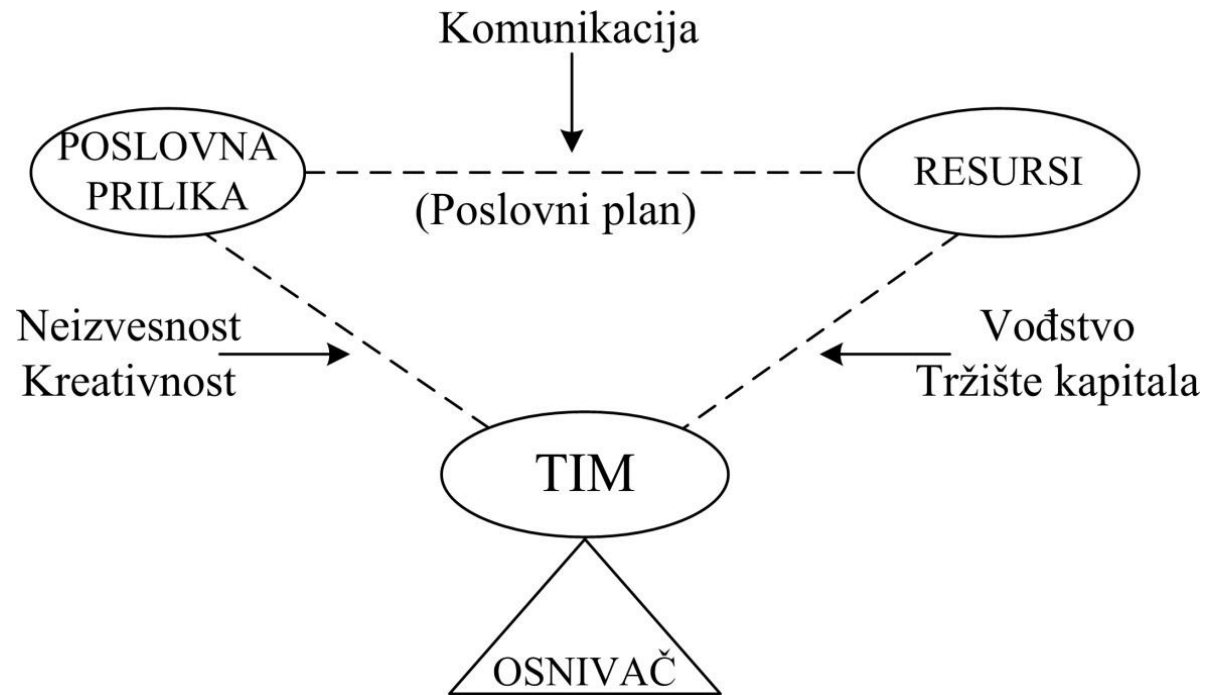 Komunikacija
POSLOVNA
PRILIKA
RESURSI
(Poslovni plan)
Neizvesnost
Kreativnost
Vođstvo
Tržište kapitala
TIM
OSNIVAČ